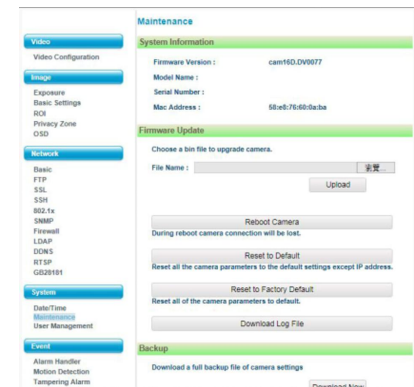 Maintenance
Video
Video Configuration
Image
Exposure
Basic Settings
ROI
Privacy Zone
OSD
Network
Basic
FTP
SSL
SSH
802.1x
SNMP
Firewall
LDAP
DDNS
RTSP
GB28181
System
Date/Time
Maintenance
User Management
Event
Alarm Handler
Motion Detection
Tampering Alarm
System Information
Firmware Version : cam16D.DV0077
Model Name :
Serial Number :
Mac Address : 58:e8:76:60:0a:ba
Firmware Update
Choose a bin file to upgrade camera.
File Name : 瀏覽...
Upload
Reboot Camera
During reboot camera connection will be lost.
Reset to Default
Reset all the camera parameters to the default settings except IP address.
Reset to Factory Default
Reset all of the camera parameters to default.
Download Log File
Backup
Download a full backup file of camera settings
Download Now